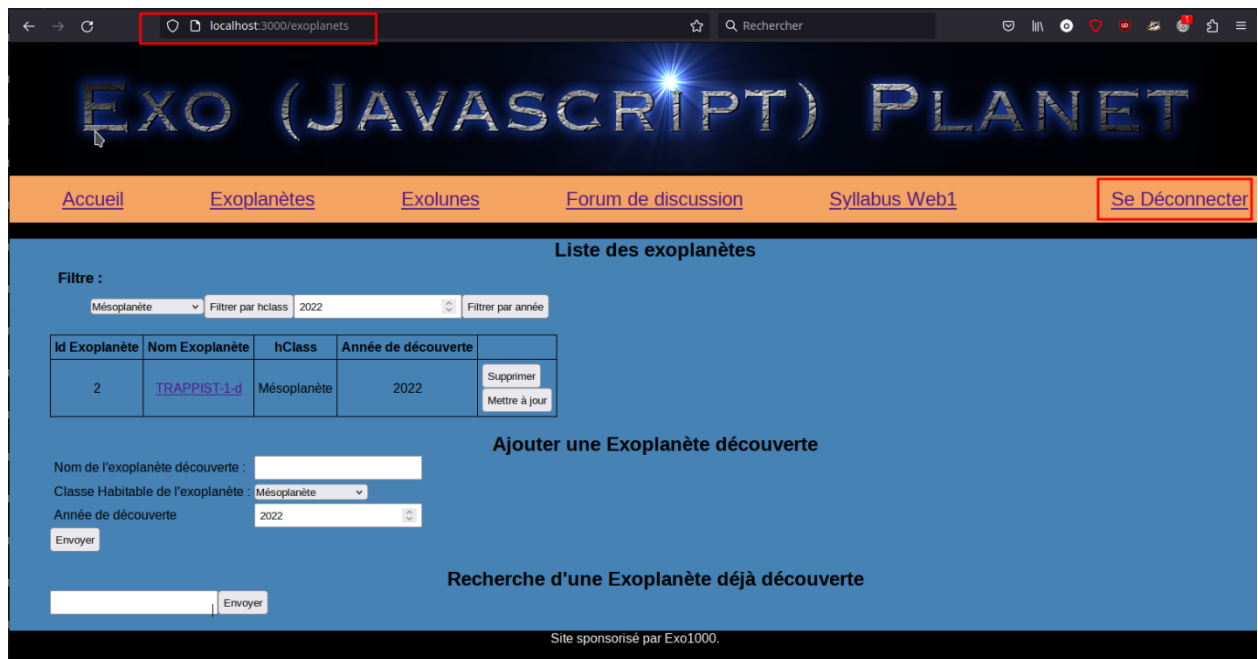 localhost:3000/exoplanets
Rechercher
1
Exo (Javascript) Planet
Accueil Exoplanètes Exolunes Forum de discussion Syllabus Web1 Se Déconnecter
Liste des exoplanètes
Filtre :
Mésoplanète Filtrer par hclass 2022 Filtrer par année
Id Exoplanète Nom Exoplanète hClass Année de découverte
2 TRAPPIST-1-d Mésoplanète 2022 Supprimer
Mettre à jour
Ajouter une Exoplanète découverte
Nom de l'exoplanète découverte :
Classe Habitable de l'exoplanète : Mésoplanète
Année de découverte 2022
Envoyer
Recherche d'une Exoplanète déjà découverte
Envoyer
Site sponsorisé par Exo1000.